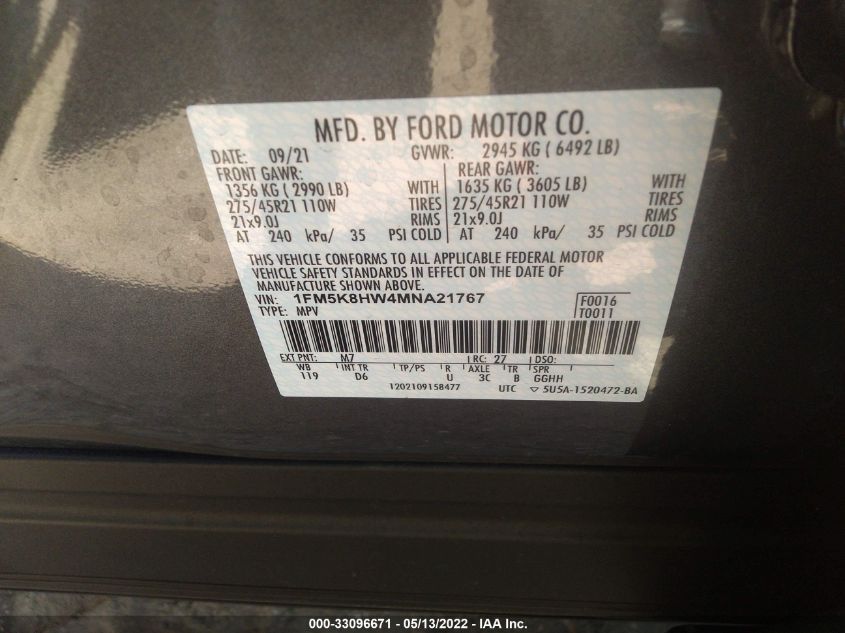 MFD. BY FORD MOTOR CO.
DATE: 09/21 GVWR: 2945 KG ( 6492 LB)
FRONT GAWR: REAR GAWR:
1356 KG ( 2990 LB) WITH 1635 KG ( 3605 LB) WITH
275/45R21 110W TIRES 275/45R21 110W TIRES
21x9.0J RIMS 21x9.0J RIMS
AT 240 kPa/ 35 PSI COLD AT 240 kPa/ 35 PSI COLD
THIS VEHICLE CONFORMS TO ALL APPLICABLE FEDERAL MOTOR
VEHICLE SAFETY STANDARDS IN EFFECT ON THE DATE OF
MANUFACTURE SHOWN ABOVE.
VIN: 1FM5K8HW4MNA21767 F0016
TYPE: MPV T0011
EXT PNT: M7 RC: 27 DSO:
WB INT TR TP/PS R AXLE TR SPR
119 D6 U 3C B GGHH
1202109158477 UTC ▽ 5U5A-1520472-BA
000-33096671 - 05/13/2022 - IAA Inc.